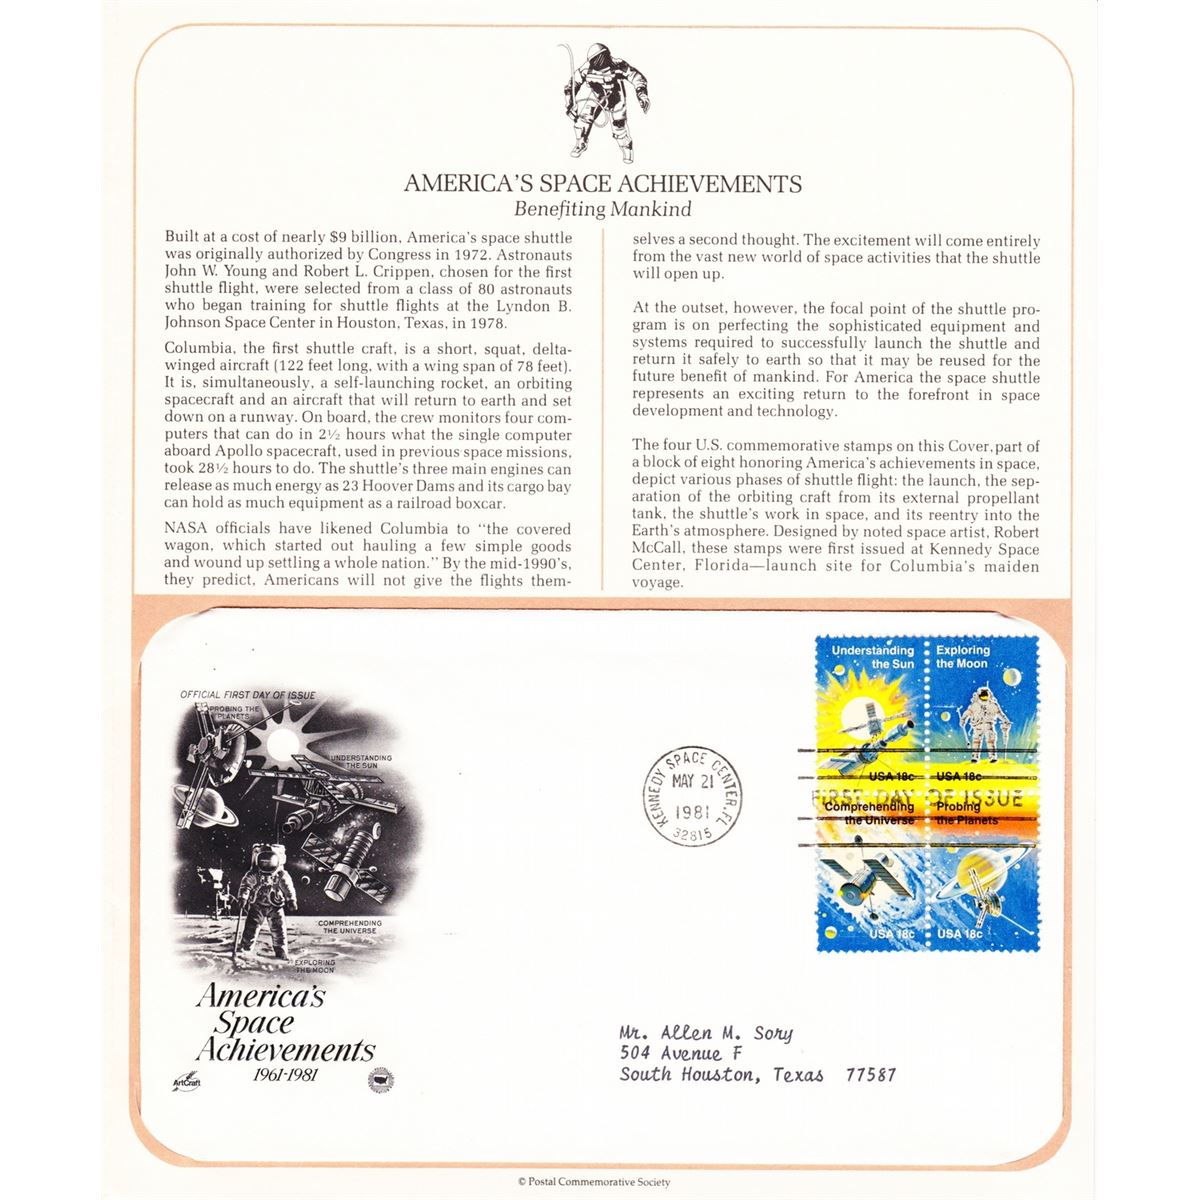 AMERICA'S SPACE ACHIEVEMENTS
Benefiting Mankind
Built at a cost of nearly $9 billion, America's space shuttle
was originally authorized by Congress in 1972. Astronauts
John W. Young and Robert L. Crippen, chosen for the first
shuttle flight, were selected from a class of 80 astronauts
who began training for shuttle flights at the Lyndon B.
Johnson Space Center in Houston, Texas, in 1978.
Columbia, the first shuttle craft, is a short, squat, delta-
winged aircraft (122 feet long, with a wing span of 78 feet).
It is, simultaneously, a self-launching rocket, an orbiting
spacecraft and an aircraft that will return to earth and set
down on a runway. On board, the crew monitors four com-
puters that can do in 2½ hours what the single computer
aboard Apollo spacecraft, used in previous space missions,
took 28½ hours to do. The shuttle's three main engines can
release as much energy as 23 Hoover Dams and its cargo bay
can hold as much equipment as a railroad boxcar.
NASA officials have likened Columbia to "the covered
wagon, which started out hauling a few simple goods
and wound up settling a whole nation." By the mid-1990's,
they predict, Americans will not give the flights them-
selves a second thought. The excitement will come entirely
from the vast new world of space activities that the shuttle
will open up.
At the outset, however, the focal point of the shuttle pro-
gram is on perfecting the sophisticated equipment and
systems required to successfully launch the shuttle and
return it safely to earth so that it may be reused for the
future benefit of mankind. For America the space shuttle
represents an exciting return to the forefront in space
development and technology.
The four U.S. commemorative stamps on this Cover, part of
a block of eight honoring America's achievements in space,
depict various phases of shuttle flight: the launch, the sep-
aration of the orbiting craft from its external propellant
tank, the shuttle's work in space, and its reentry into the
Earth's atmosphere. Designed by noted space artist, Robert
McCall, these stamps were first issued at Kennedy Space
Center, Florida—launch site for Columbia's maiden
voyage.
OFFICIAL FIRST DAY OF ISSUE
PROBING THE
PLANETS
UNDERSTANDING
THE SUN
COMPREHENDING
THE UNIVERSE
EXPLORING
THE MOON
America's
Space
Achievements
1961-1981
ArtCraft
KENNEDY SPACE CENTER, FL
MAY 21
1981
32815
Understanding
the Sun
USA 18c
Exploring
the Moon
USA 18c
FIRST DAY OF ISSUE
Comprehending
the Universe
USA 18c
Probing
the Planets
USA 18c
Mr. Allen M. Sory
504 Avenue F
South Houston, Texas 77587
© Postal Commemorative Society